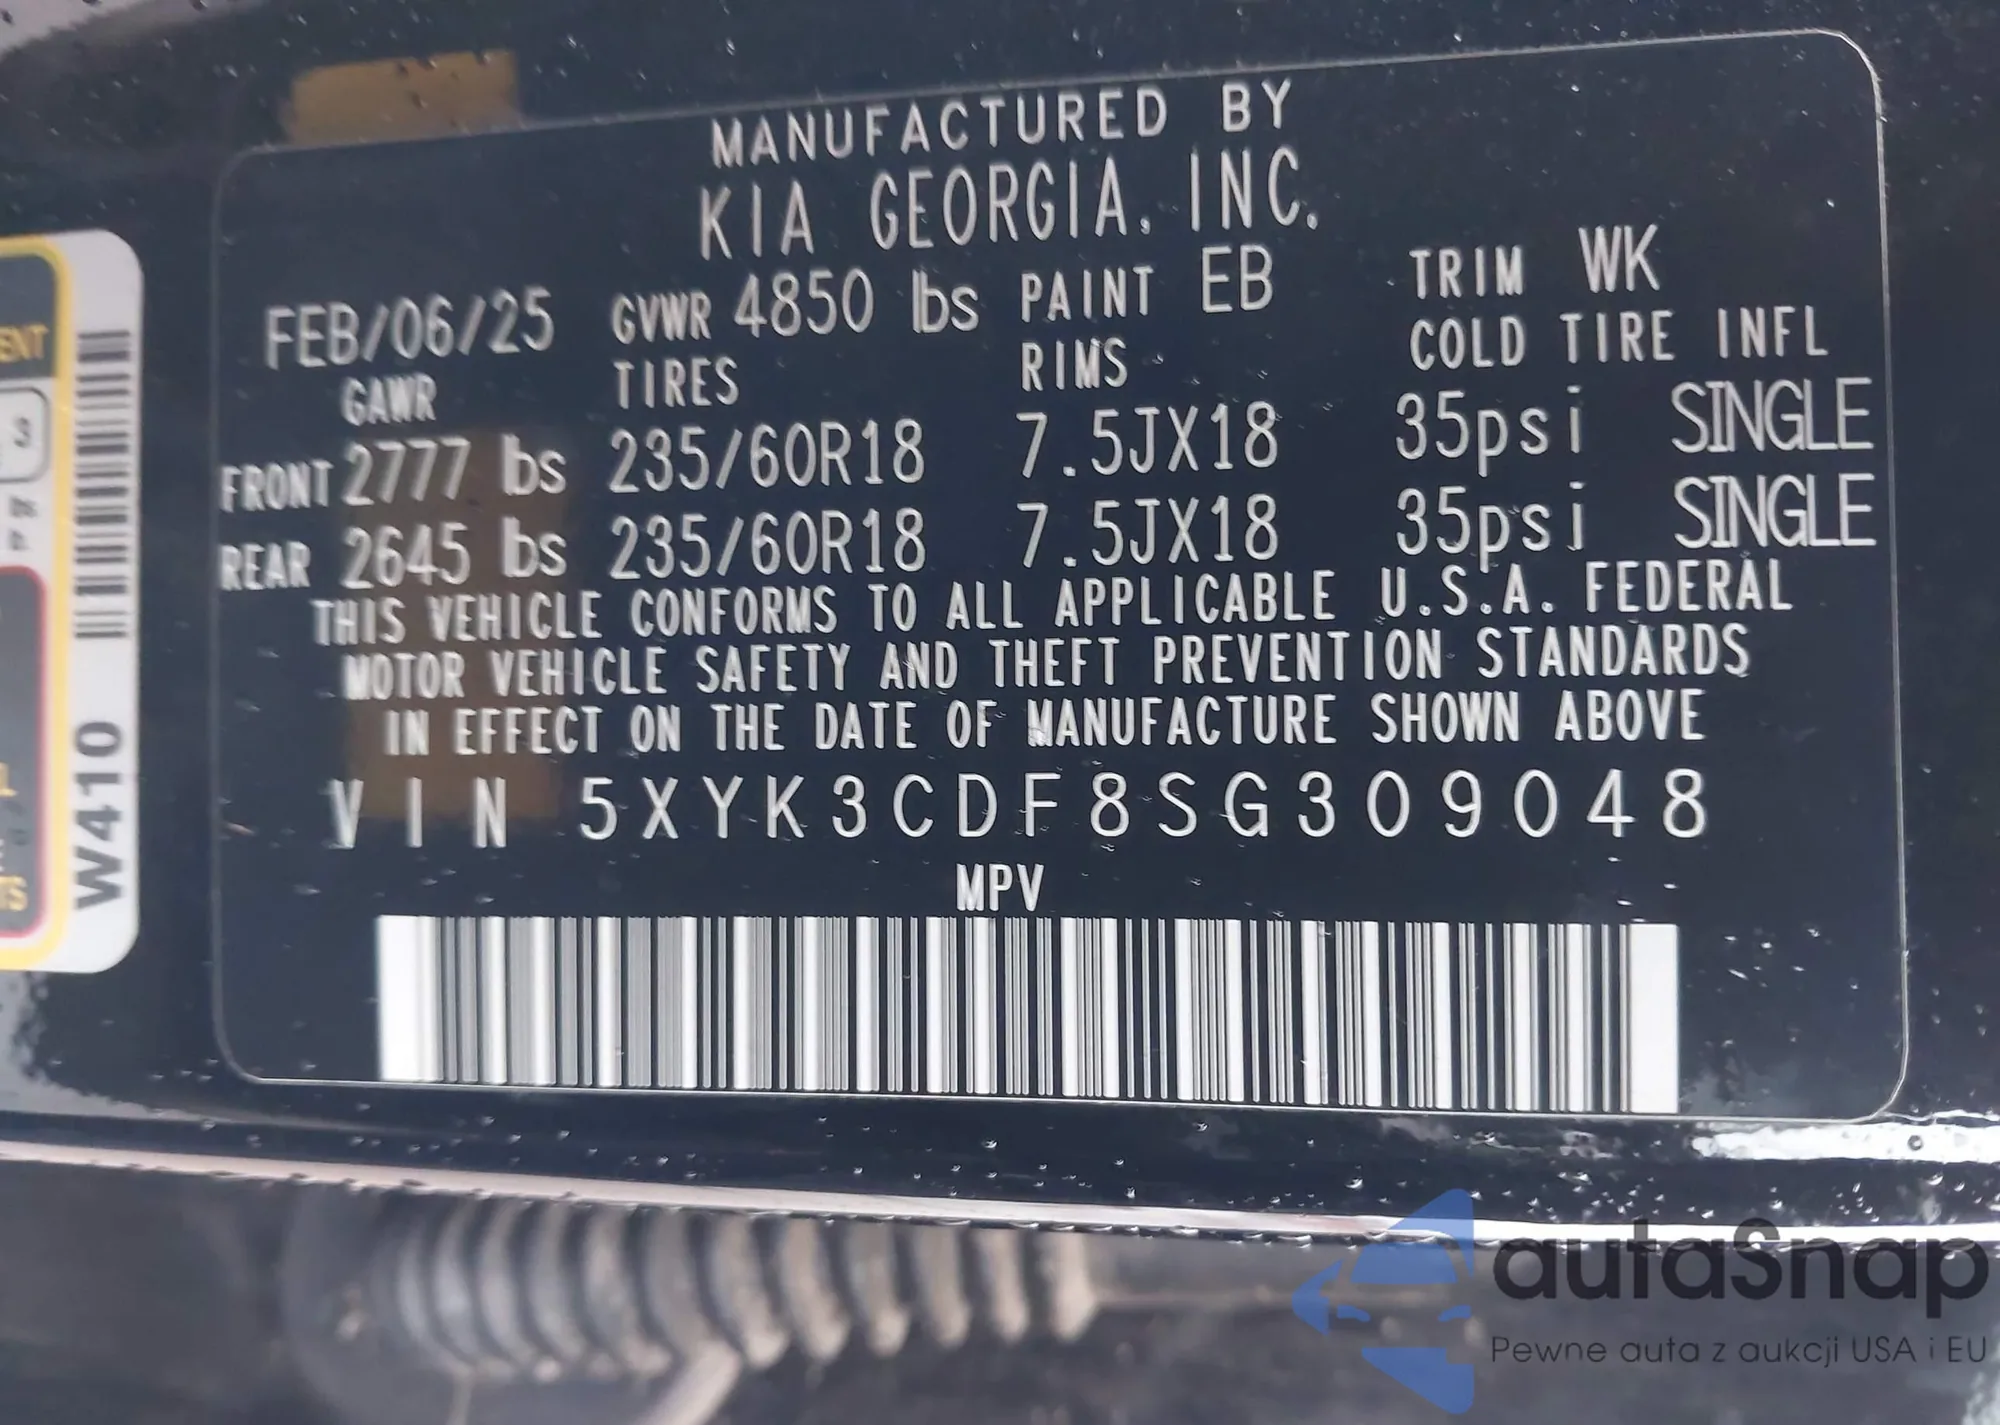 MANUFACTURED BY
KIA GEORGIA, INC.
FEB/06/25 GVWR 4850 lbs PAINT EB TRIM WK
GAWR TIRES RIMS COLD TIRE INFL
FRONT 2777 lbs 235/60R18 7.5JX18 35psi SINGLE
REAR 2645 lbs 235/60R18 7.5JX18 35psi SINGLE
THIS VEHICLE CONFORMS TO ALL APPLICABLE U.S.A. FEDERAL
MOTOR VEHICLE SAFETY AND THEFT PREVENTION STANDARDS
IN EFFECT ON THE DATE OF MANUFACTURE SHOWN ABOVE
VIN 5XYK3CDF8SG309048
MPV
W410
autaSnap
Pewne auta z aukcji USA i EU